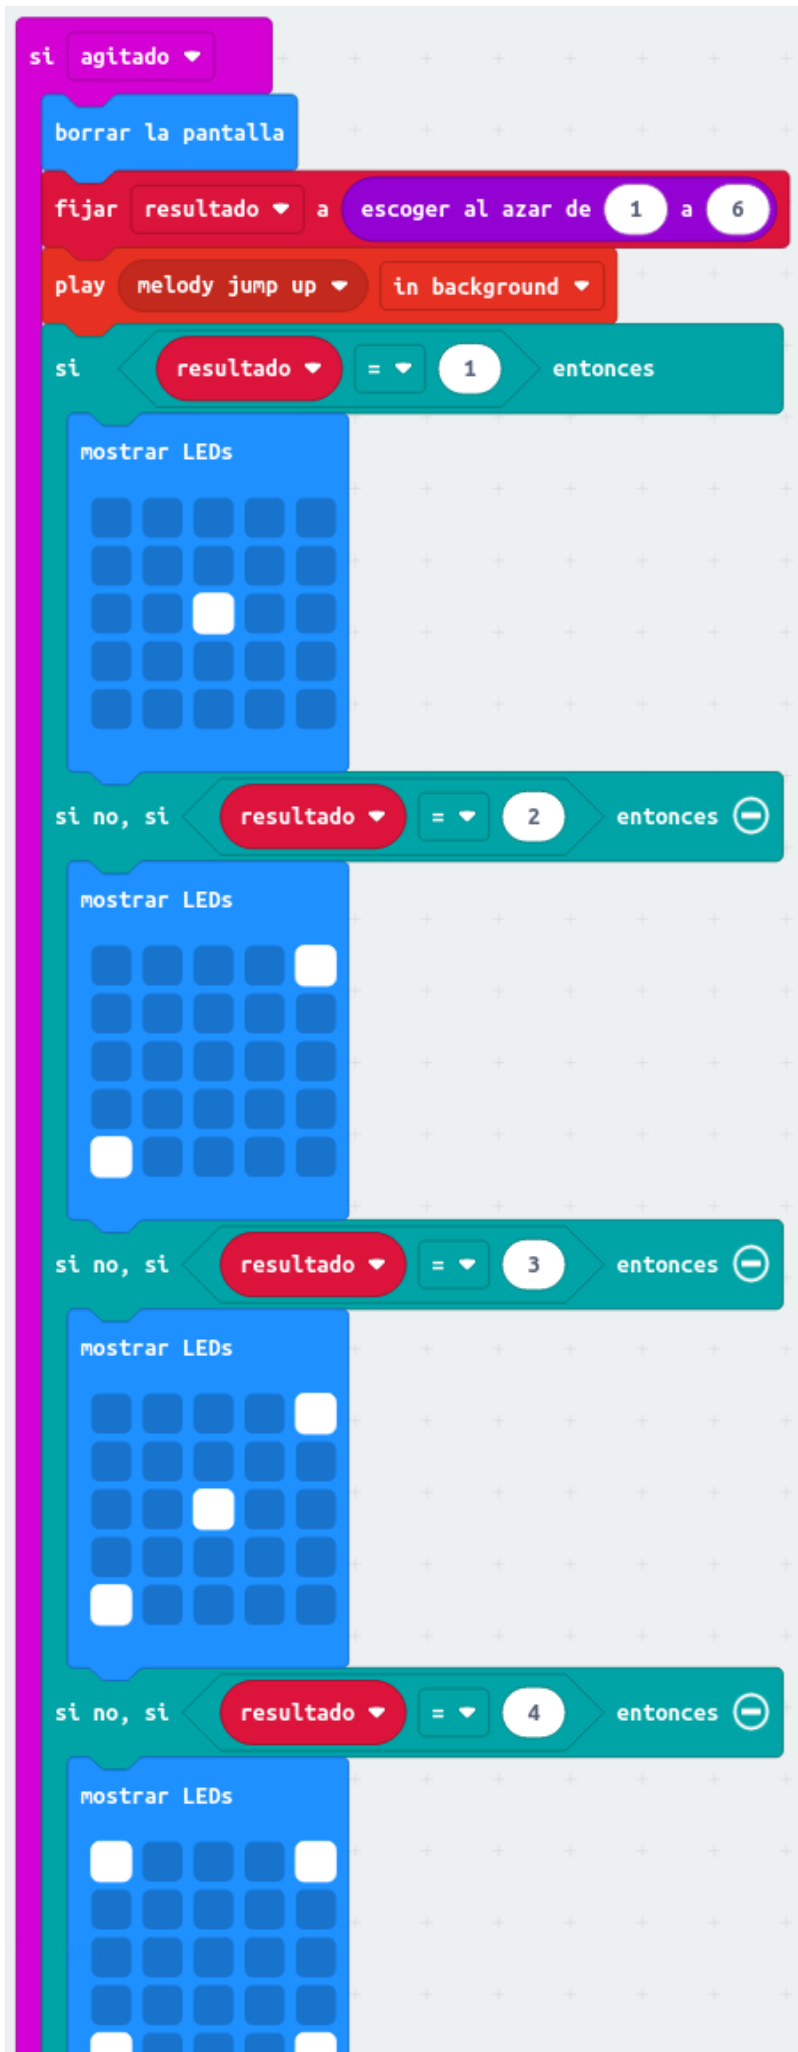 si agitado
borrar la pantalla
fijar resultado a escoger al azar de 1 a 6
play melody jump up in background
si resultado = 1 entonces
mostrar LEDs
si no, si resultado = 2 entonces
mostrar LEDs
si no, si resultado = 3 entonces
mostrar LEDs
si no, si resultado = 4 entonces
mostrar LEDs